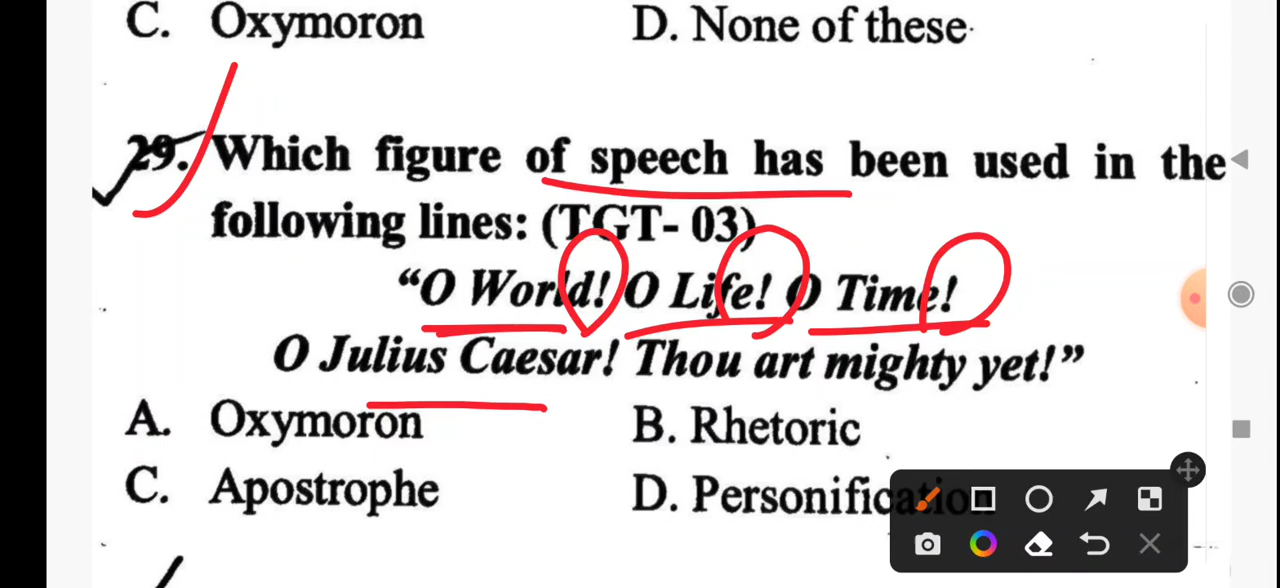 C. Oxymoron D. None of these
29. Which figure of speech has been used in the
following lines: (TGT- 03)
“O World! O Life! O Time!
O Julius Caesar! Thou art mighty yet!”
A. Oxymoron B. Rhetoric
C. Apostrophe D. Personification